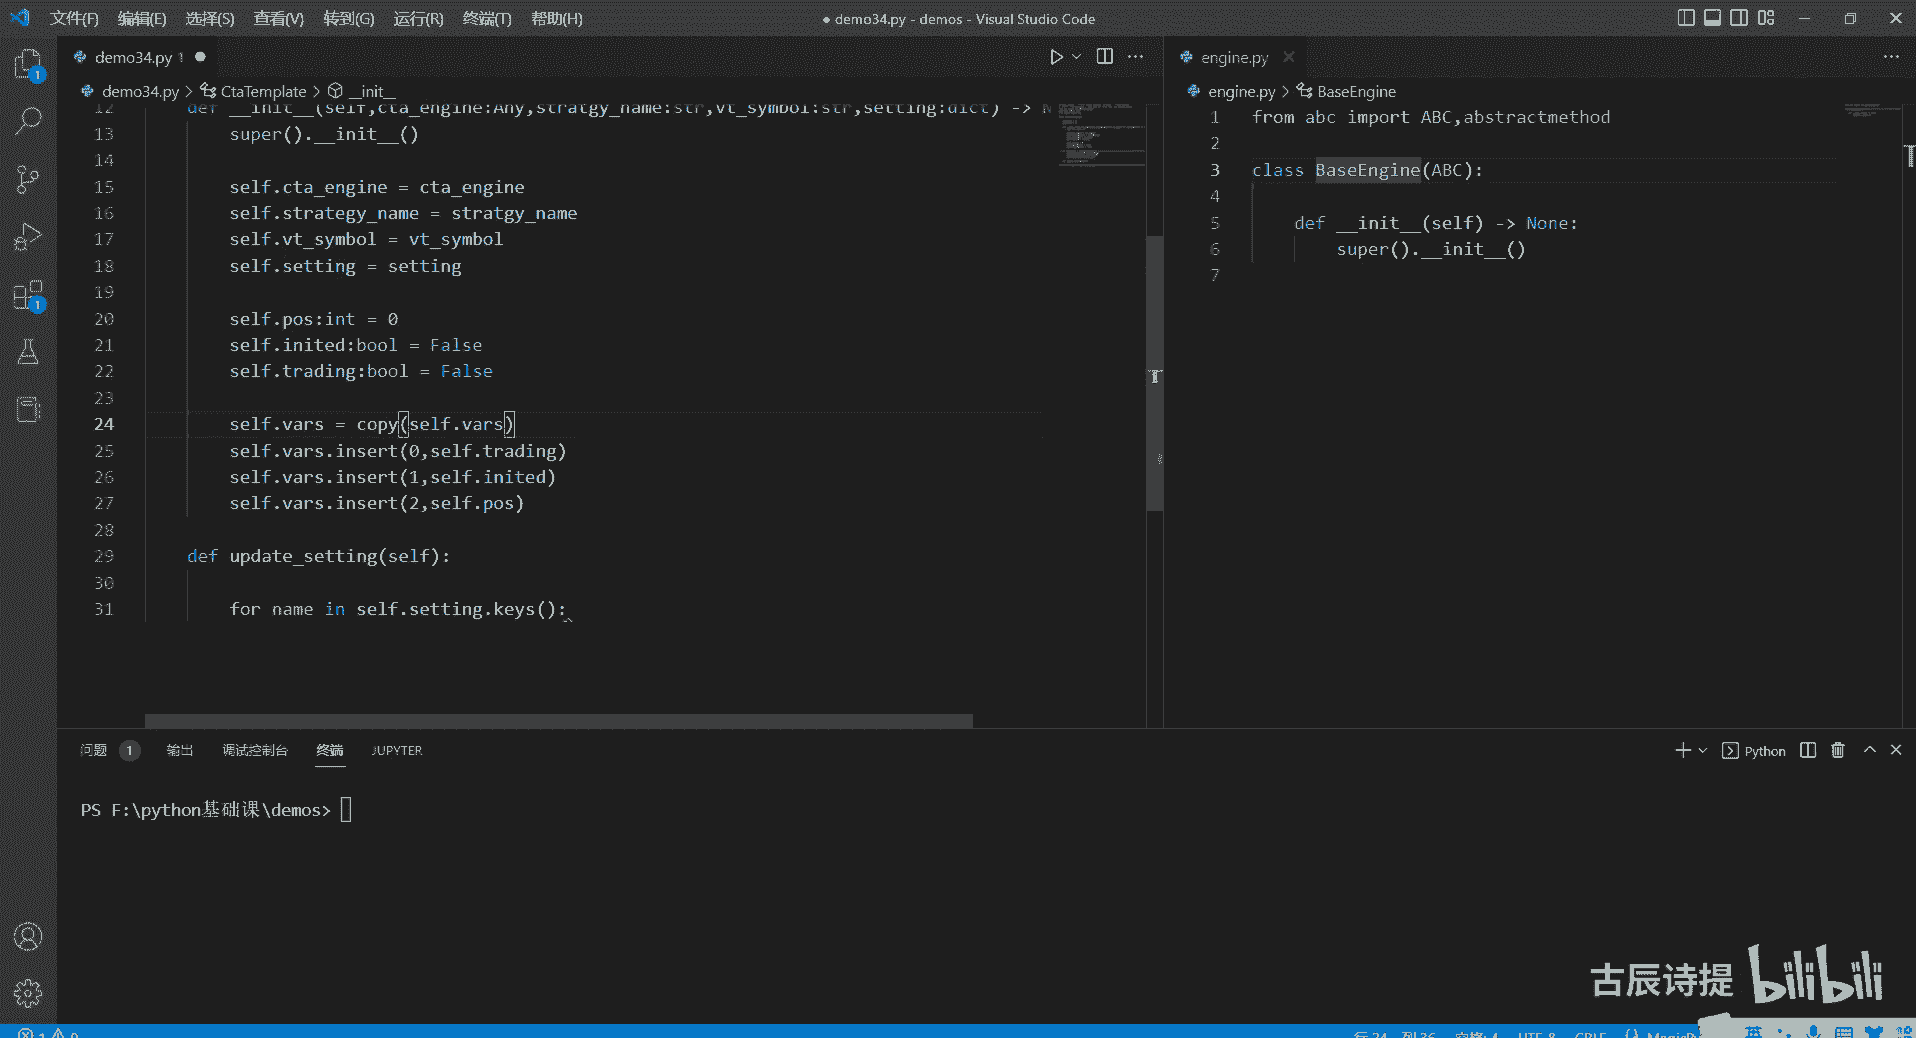 文件(F) 编辑(E) 选择(S) 查看(V) 转到(G) 运行(R) 终端(T) 帮助(H)
● demo34.py - demos - Visual Studio Code
demo34.py 1 ●
demo34.py > CtaTemplate > __init__
12 def __init__(self,cta_engine:Any,stratgy_name:str,vt_symbol:str,setting:dict) -> N
13 super().__init__()
14
15 self.cta_engine = cta_engine
16 self.strategy_name = stratgy_name
17 self.vt_symbol = vt_symbol
18 self.setting = setting
19
20 self.pos:int = 0
21 self.inited:bool = False
22 self.trading:bool = False
23
24 self.vars = copy(self.vars)
25 self.vars.insert(0,self.trading)
26 self.vars.insert(1,self.inited)
27 self.vars.insert(2,self.pos)
28
29 def update_setting(self):
30
31 for name in self.setting.keys():
engine.py
engine.py > BaseEngine
1 from abc import ABC,abstractmethod
2
3 class BaseEngine(ABC):
4
5 def __init__(self) -> None:
6 super().__init__()
7
1
1
问题 1 输出 调试控制台 终端 JUPYTER
Python
PS F:\python基础课\demos>
古辰诗提 bilibili
行 24, 列 36 空格: 4 UTF-8 CRLF
英